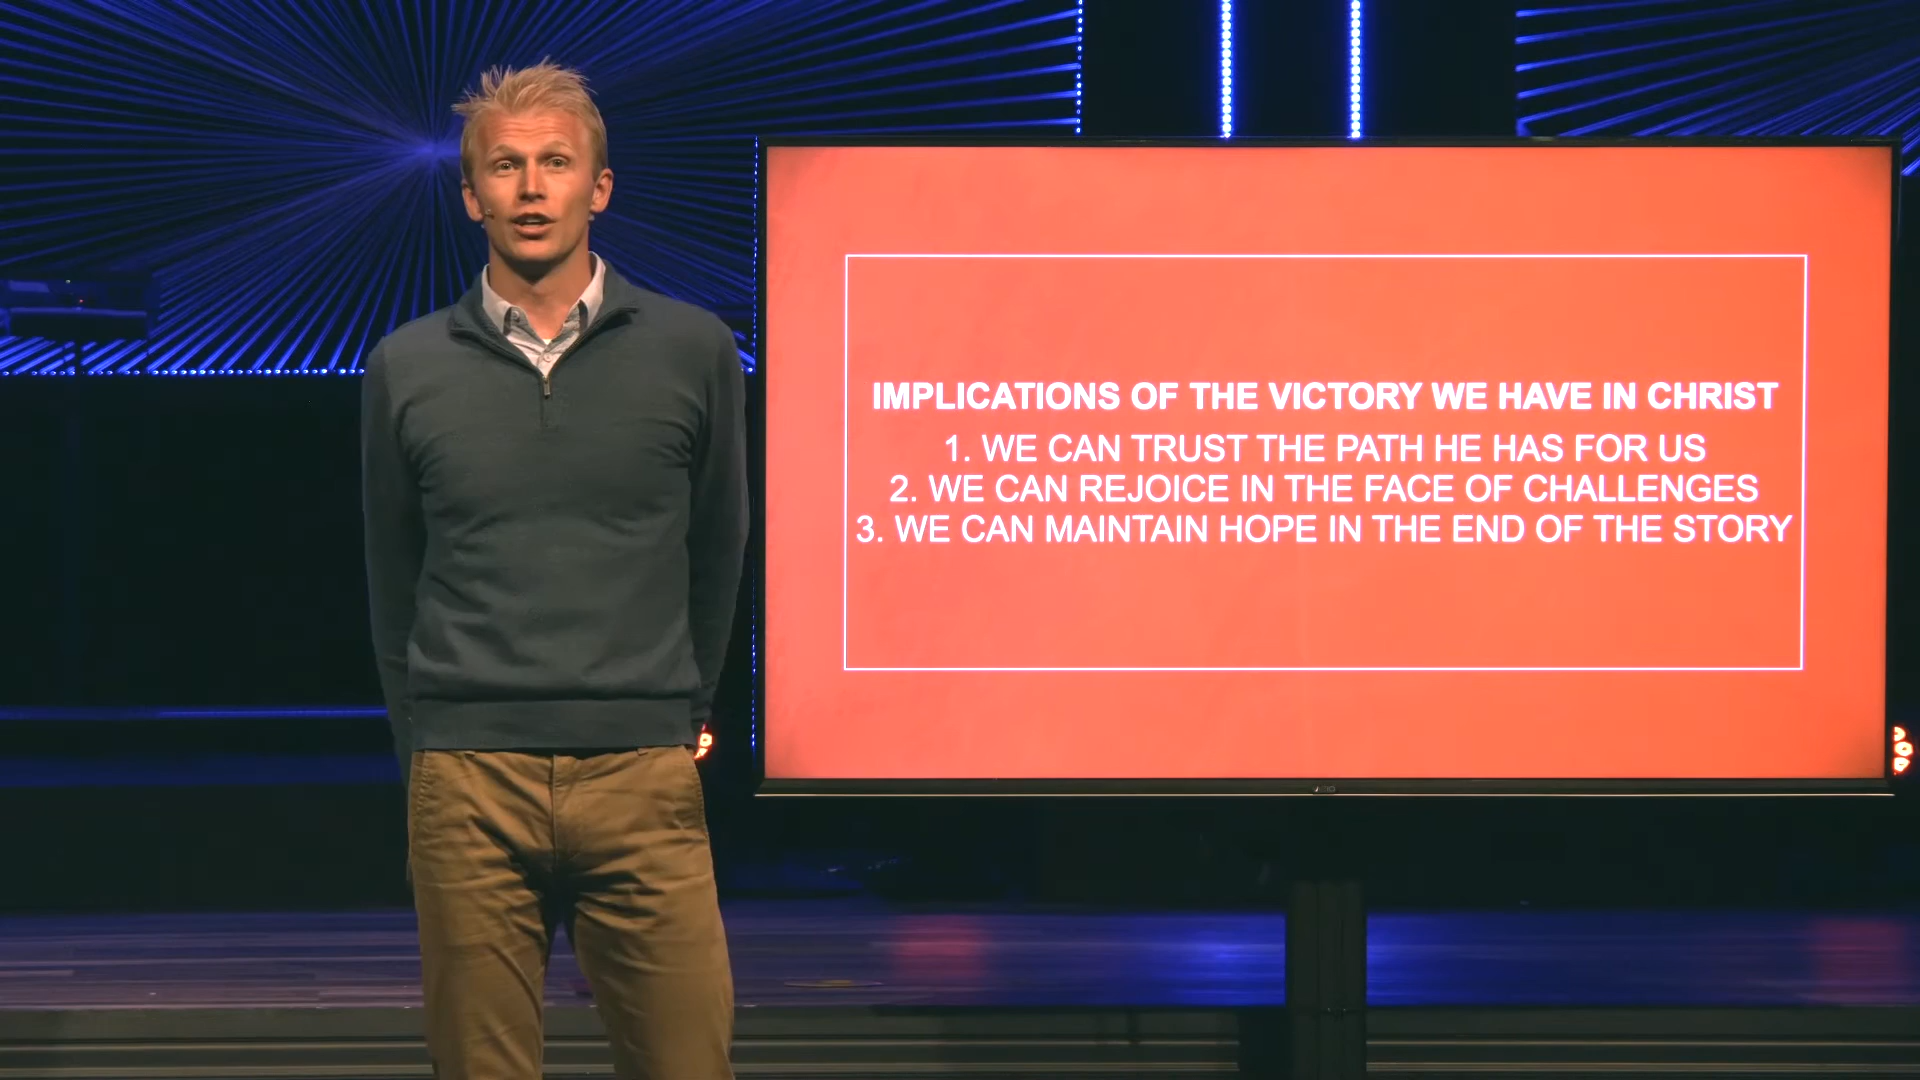 IMPLICATIONS OF THE VICTORY WE HAVE IN CHRIST
1. WE CAN TRUST THE PATH HE HAS FOR US
2. WE CAN REJOICE IN THE FACE OF CHALLENGES
3. WE CAN MAINTAIN HOPE IN THE END OF THE STORY